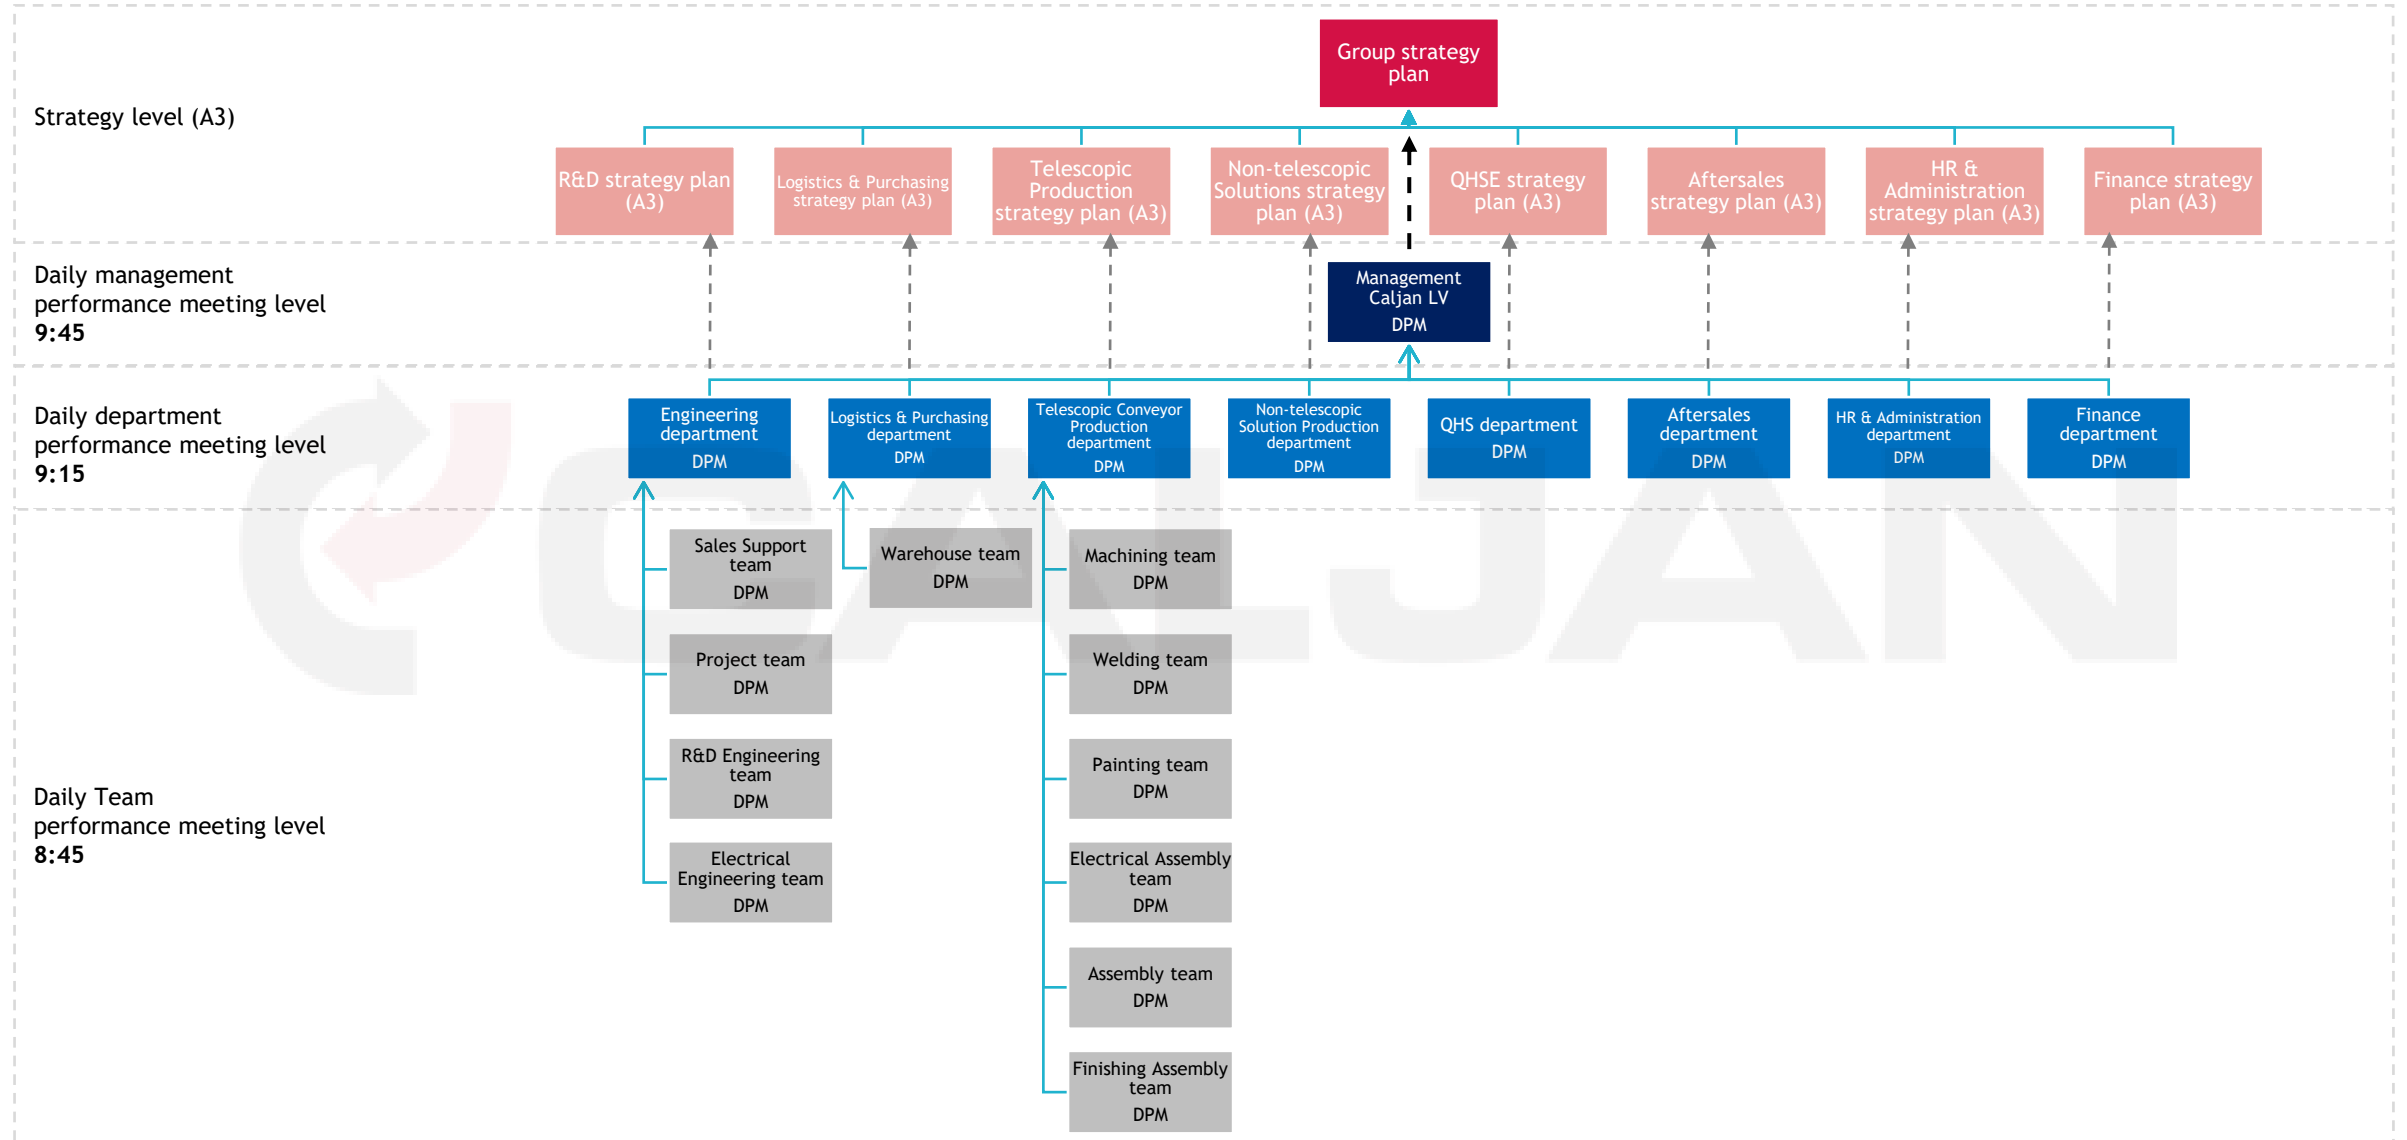 Group strategy
plan
Strategy level (A3)
R&D strategy plan
(A3)
Logistics & Purchasing
strategy plan (A3)
Telescopic
Production
strategy plan (A3)
Non-telescopic
Solutions strategy
plan (A3)
QHSE strategy
plan (A3)
Aftersales
strategy plan (A3)
HR &
Administration
strategy plan (A3)
Finance strategy
plan (A3)
Daily management
performance meeting level
9:45
Management
Caljan LV
DPM
Daily department
performance meeting level
9:15
Engineering
department
DPM
Logistics & Purchasing
department
DPM
Telescopic Conveyor
Production
department
DPM
Non-telescopic
Solution Production
department
DPM
QHS department
DPM
Aftersales
department
DPM
HR & Administration
department
DPM
Finance
department
DPM
CALJAN
Daily Team
performance meeting level
8:45
Sales Support
team
DPM
Project team
DPM
R&D Engineering
team
DPM
Electrical
Engineering team
DPM
Warehouse team
DPM
Machining team
DPM
Welding team
DPM
Painting team
DPM
Electrical Assembly
team
DPM
Assembly team
DPM
Finishing Assembly
team
DPM